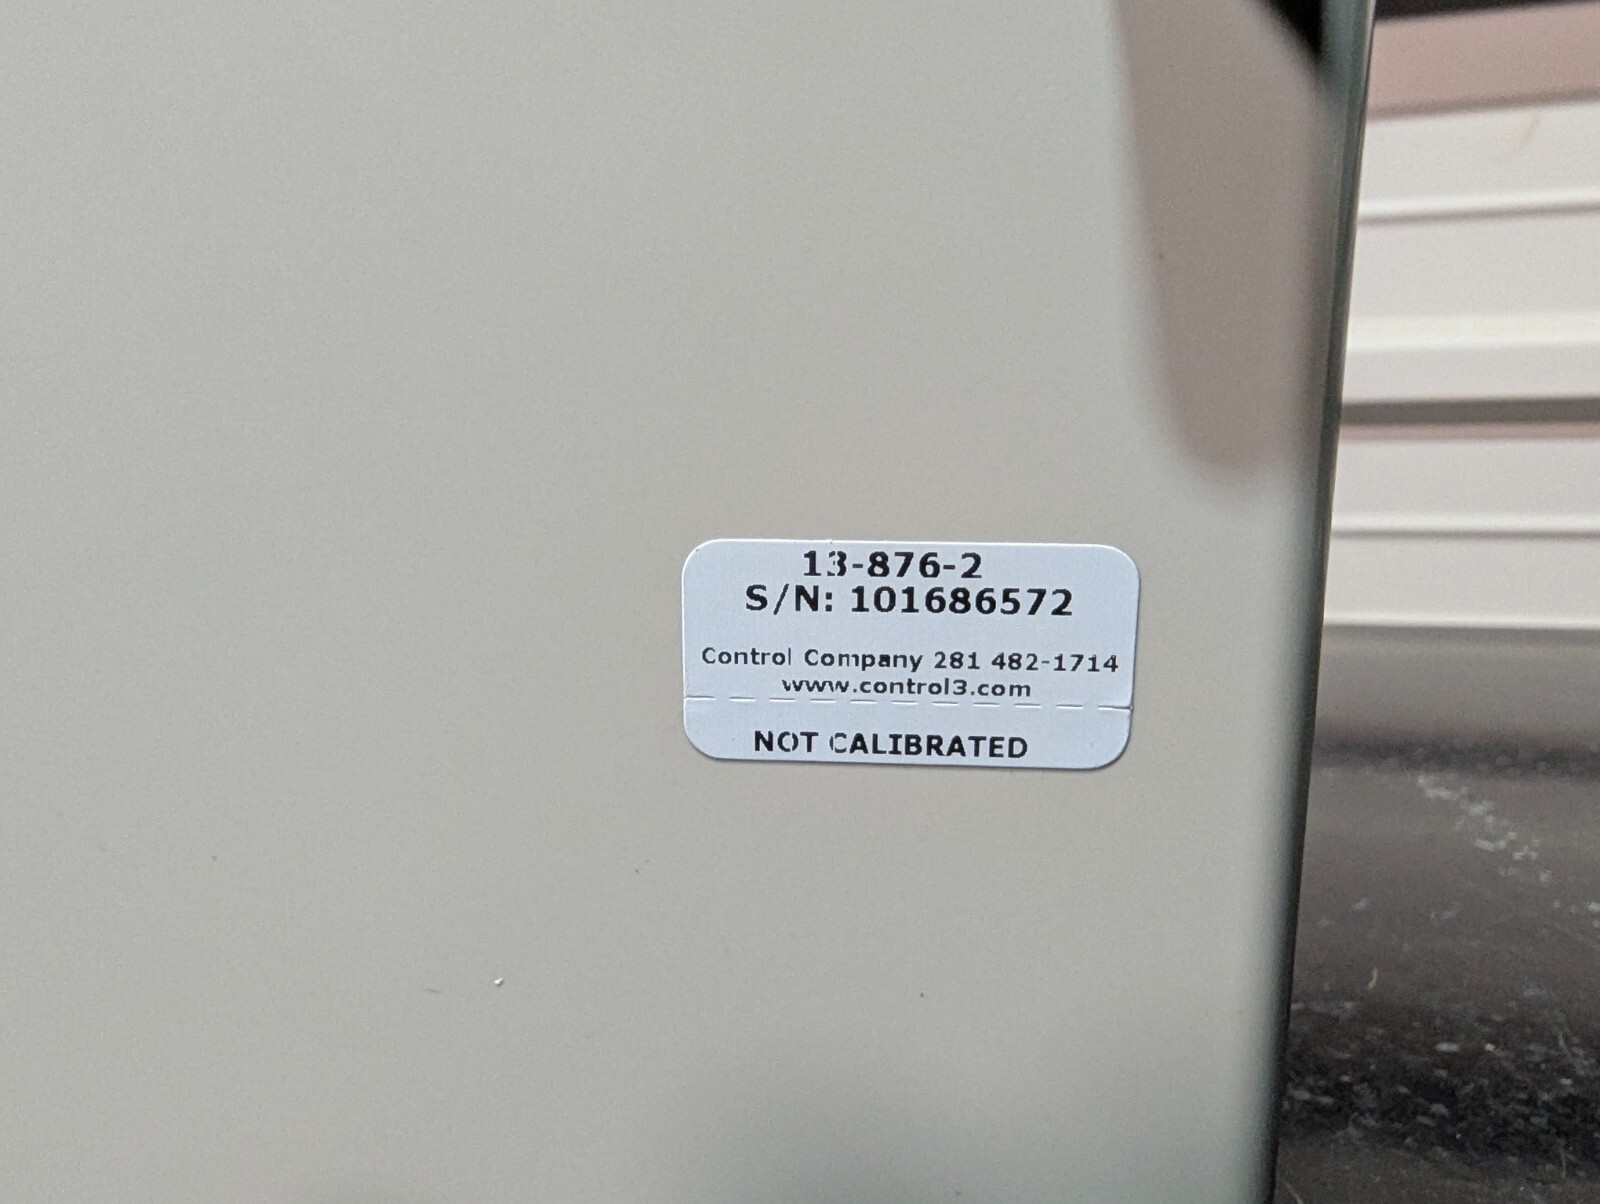 13-876-2
S/N: 101686572
Control Company 281 482-1714
www.control3.com
NOT CALIBRATED